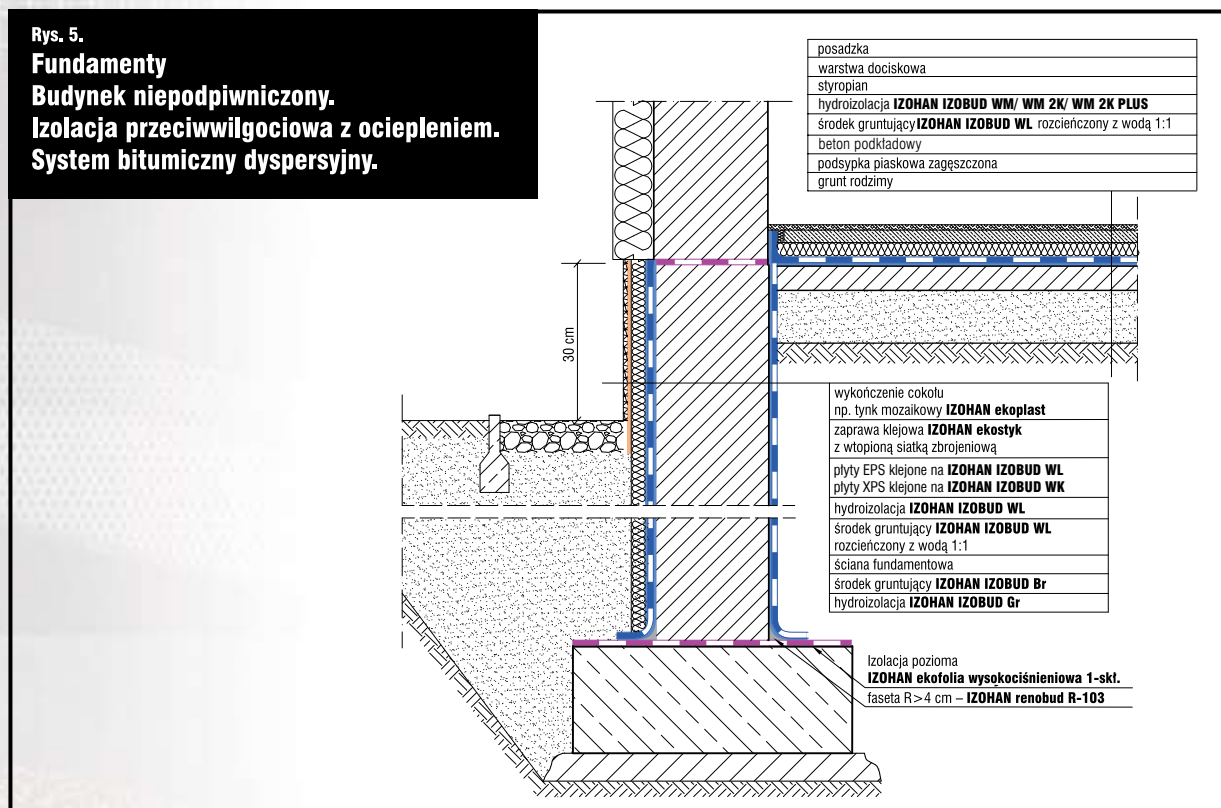 Rys. 5.
Fundamenty
Budynek niepodpiwniczony.
Izolacja przeciwwilgociowa z ociepleniem.
System bitumiczny dyspersyjny.
posadzka
warstwa dociskowa
styropian
hydroizolacja IZOHAN IZOBUD WM/ WM 2K/ WM 2K PLUS
środek gruntujący IZOHAN IZOBUD WL rozcieńczony z wodą 1:1
beton podkładowy
podsypka piaskowa zagęszczona
grunt rodzimy
30 cm
wykończenie cokołu
np. tynk mozaikowy IZOHAN ekoplast
zaprawa klejowa IZOHAN ekostyk
z wtopioną siatką zbrojeniową
płyty EPS klejone na IZOHAN IZOBUD WL
płyty XPS klejone na IZOHAN IZOBUD WK
hydroizolacja IZOHAN IZOBUD WL
środek gruntujący IZOHAN IZOBUD WL
rozcieńczony z wodą 1:1
ściana fundamentowa
środek gruntujący IZOHAN IZOBUD Br
hydroizolacja IZOHAN IZOBUD Gr
Izolacja pozioma
IZOHAN ekofolia wysokociśnieniowa 1-skł.
faseta R>4 cm – IZOHAN renobud R-103